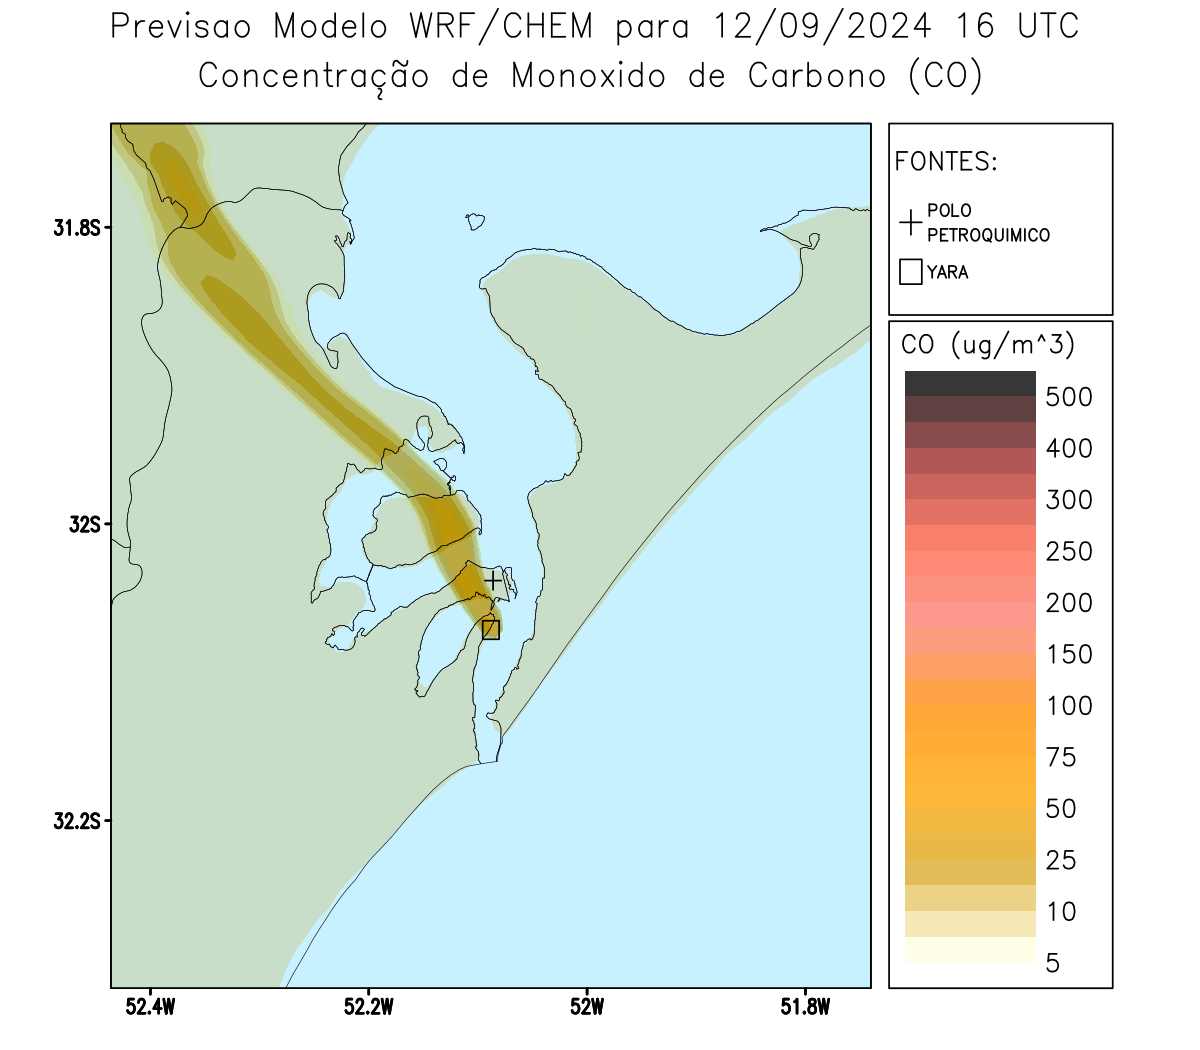 Previsao Modelo WRF/CHEM para 12/09/2024 16 UTC
Concentração de Monoxido de Carbono (CO)
FONTES:
POLO
PETROQUIMICO
YARA
31.8S
32S
32.2S
52.4W
52.2W
52W
51.8W
CO (ug/m^3)
500
400
300
250
200
150
100
75
50
25
10
5